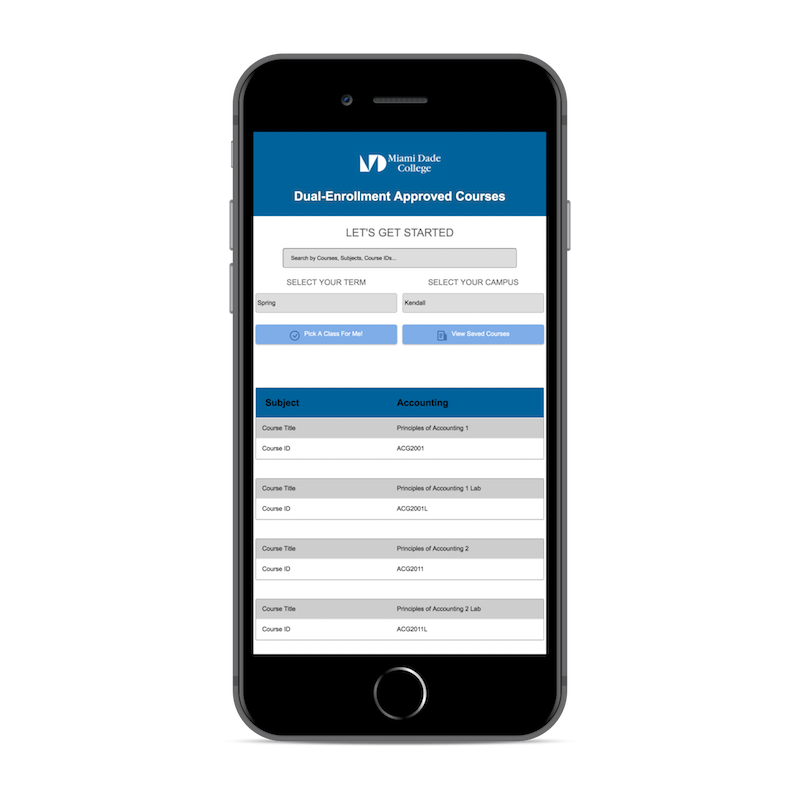 Miami Dade
College
Dual-Enrollment Approved Courses
LET'S GET STARTED
Search by Courses, Subjects, Course IDs...
SELECT YOUR TERM SELECT YOUR CAMPUS
Spring Kendall
Pick A Class For Me! View Saved Courses
Subject Accounting
Course Title Principles of Accounting 1
Course ID ACG2001
Course Title Principles of Accounting 1 Lab
Course ID ACG2001L
Course Title Principles of Accounting 2
Course ID ACG2011
Course Title Principles of Accounting 2 Lab
Course ID ACG2011L